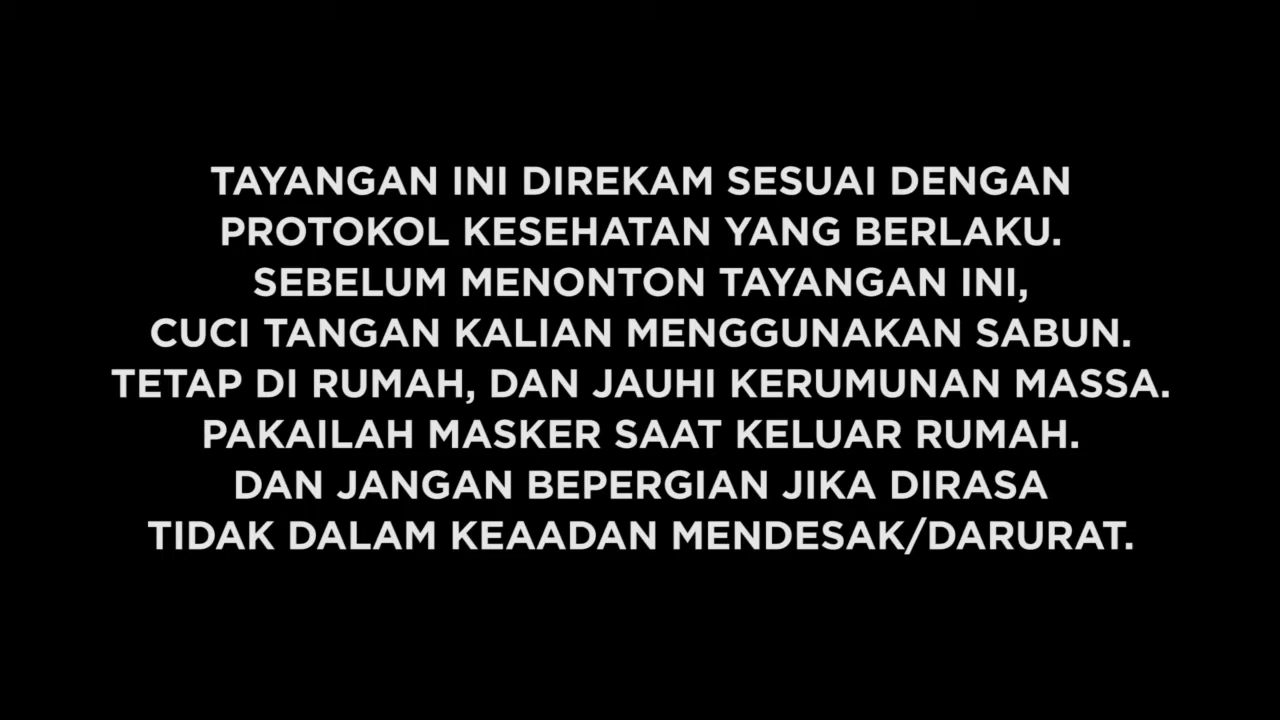 TAYANGAN INI DIREKAM SESUAI DENGAN
PROTOKOL KESEHATAN YANG BERLAKU.
SEBELUM MENONTON TAYANGAN INI,
CUCI TANGAN KALIAN MENGGUNAKAN SABUN.
TETAP DI RUMAH, DAN JAUHI KERUMUNAN MASSA.
PAKAILAH MASKER SAAT KELUAR RUMAH.
DAN JANGAN BEPERGIAN JIKA DIRASA
TIDAK DALAM KEAADAN MENDESAK/DARURAT.